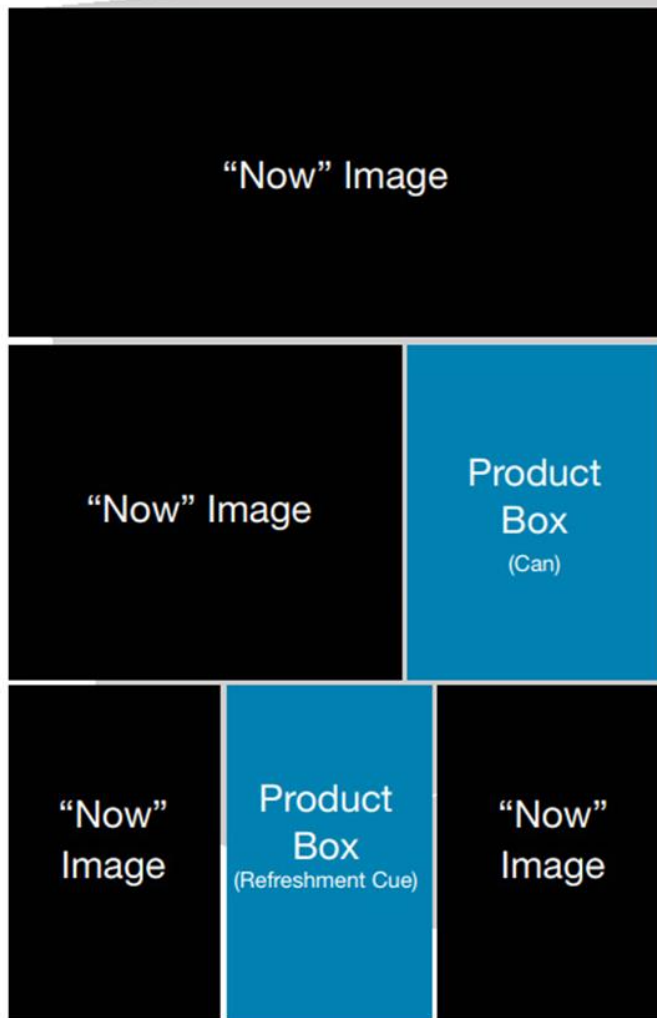 “Now” Image
“Now” Image
Product
Box
(Can)
“Now”
Image
Product
Box
(Refreshment Cue)
“Now”
Image